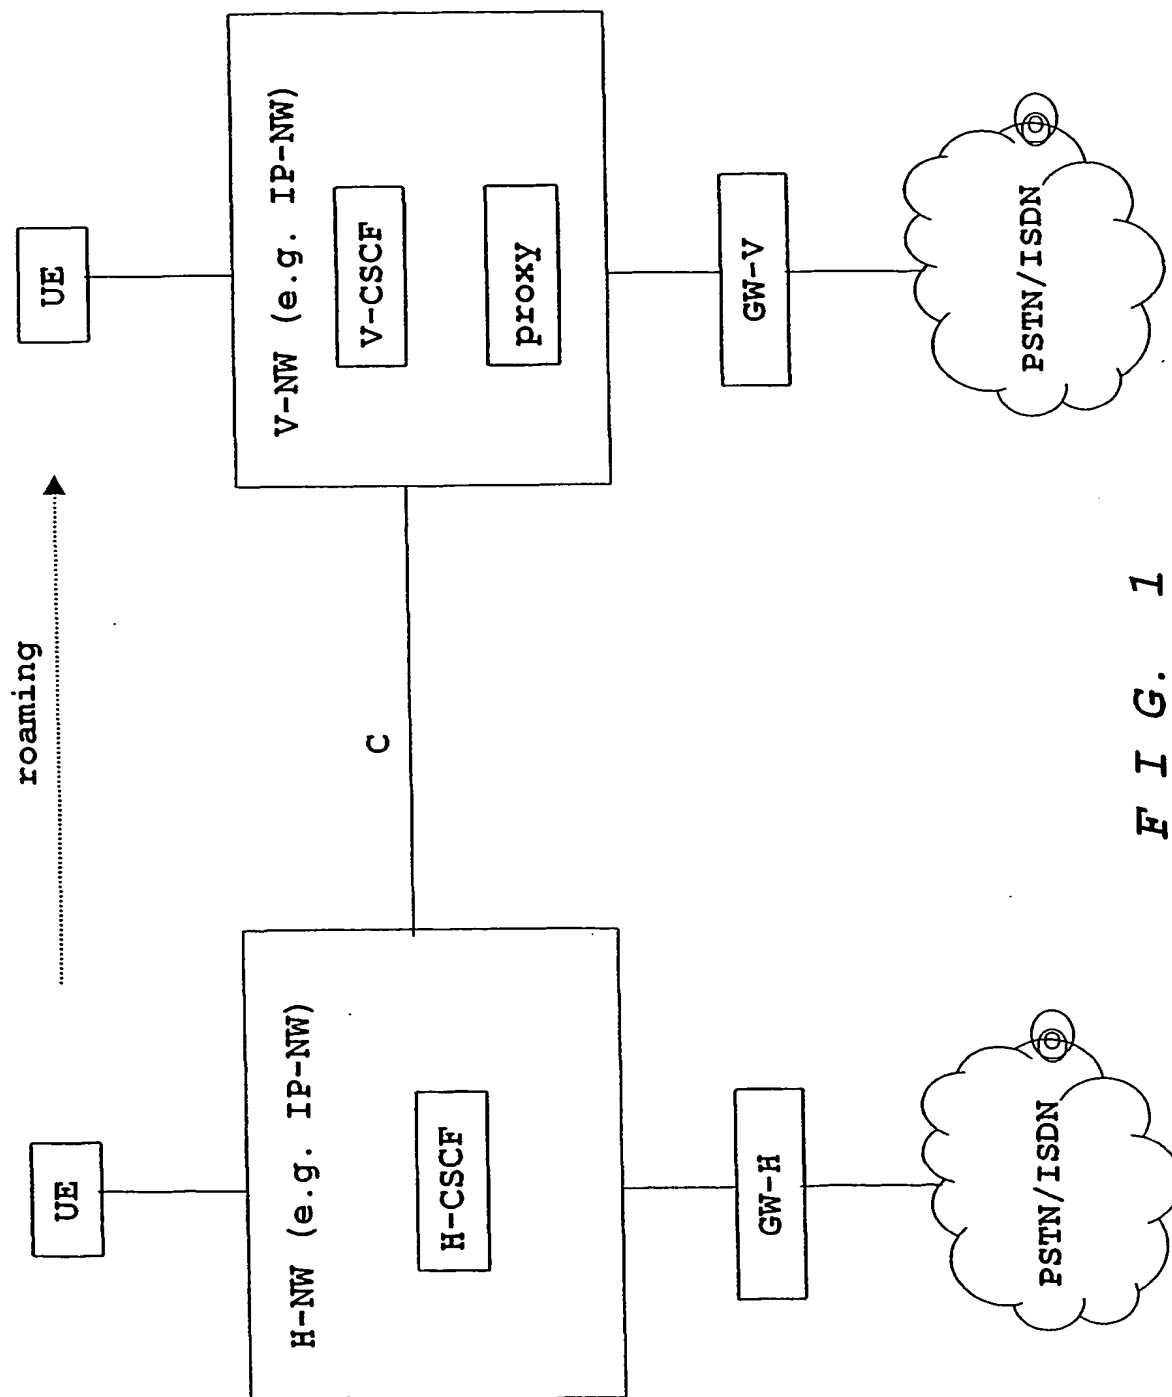 roaming
UE
UE
H-NW (e.g. IP-NW)
V-NW (e.g. IP-NW)
H-CSCF
V-CSCF
C
proxy
GW-H
GW-V
PSTN/ISDN
PSTN/ISDN
FIG. 1